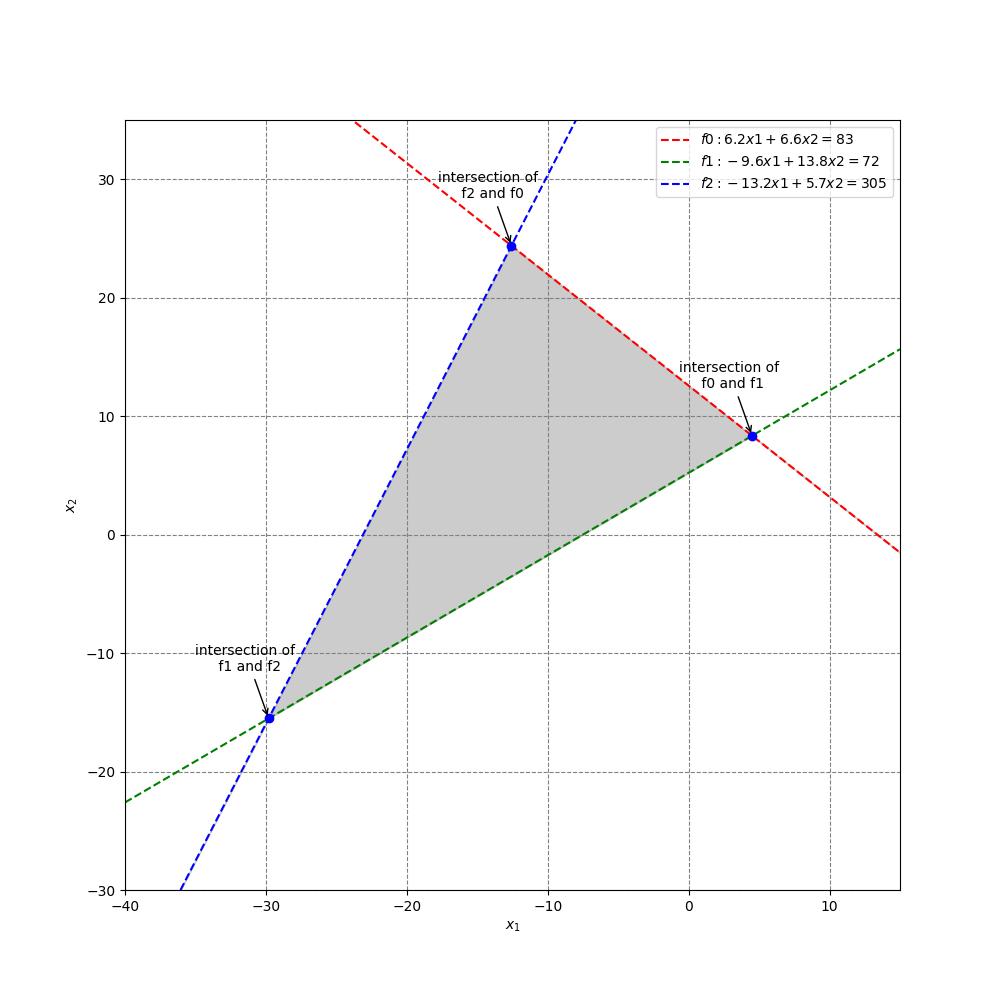 f0 : 6.2x1 + 6.6x2 = 83
f1 : − 9.6x1 + 13.8x2 = 72
f2 : − 13.2x1 + 5.7x2 = 305
intersection of
f2 and f0
intersection of
f0 and f1
intersection of
f1 and f2
30
20
10
0
−10
−20
−30
x₂
−40
−30
−20
−10
0
10
x₁